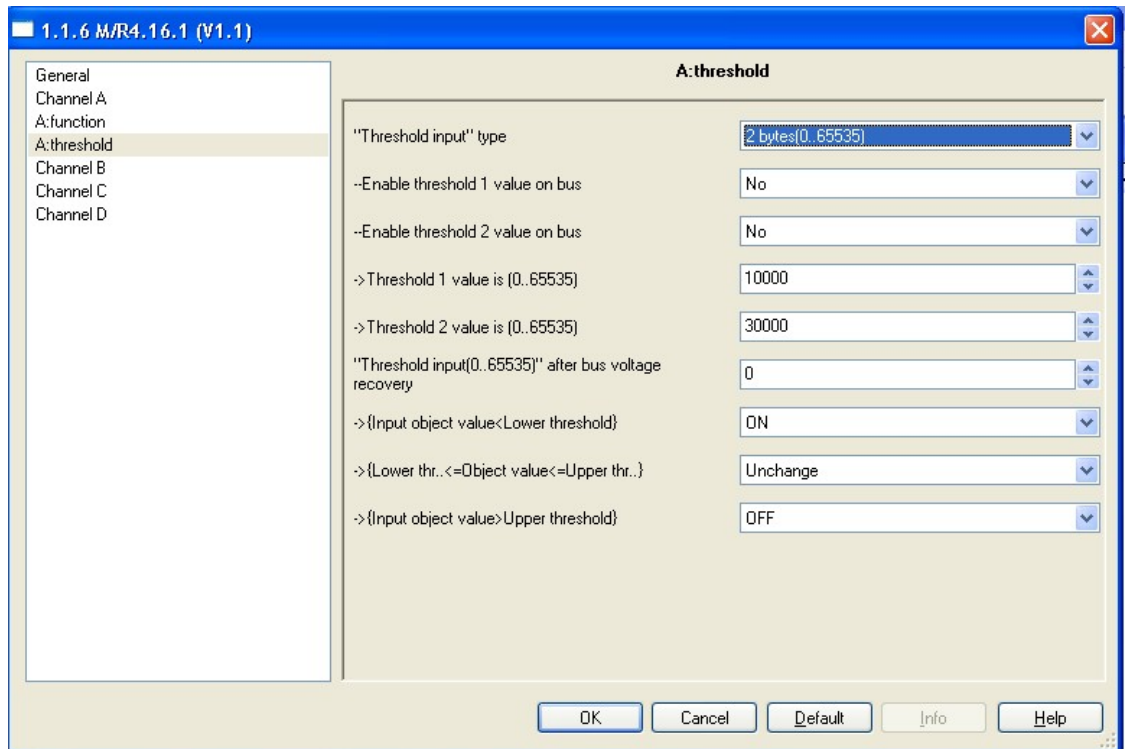 1.1.6 M/R4.16.1 (V1.1)
General
Channel A
A:function
A:threshold
Channel B
Channel C
Channel D
A:threshold
"Threshold input" type
2 bytes(0..65535)
--Enable threshold 1 value on bus
No
--Enable threshold 2 value on bus
No
->Threshold 1 value is (0..65535)
10000
->Threshold 2 value is (0..65535)
30000
"Threshold input(0..65535)" after bus voltage
recovery
0
->{Input object value<Lower threshold}
ON
->{Lower thr..<=Object value<=Upper thr..}
Unchange
->{Input object value>Upper threshold}
OFF
OK
Cancel
Default
Info
Help